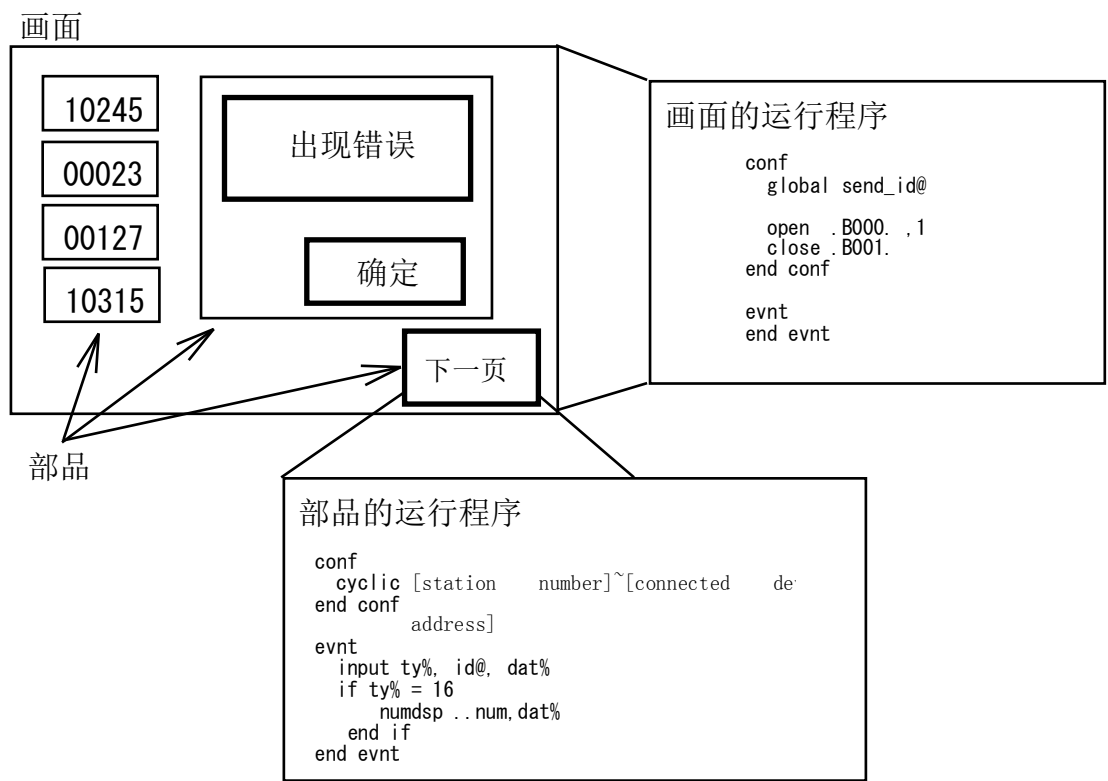 画面
10245
00023
00127
10315
出现错误
确定
下一页
部品
画面的运行程序
conf
global send_id@
open .B000. ,1
close .B001.
end conf
evnt
end evnt
部品的运行程序
conf
cyclic [station number]~[connected
end conf
address]
evnt
input ty%, id@, dat%
if ty% = 16
numdsp ..num,dat%
end if
end evnt